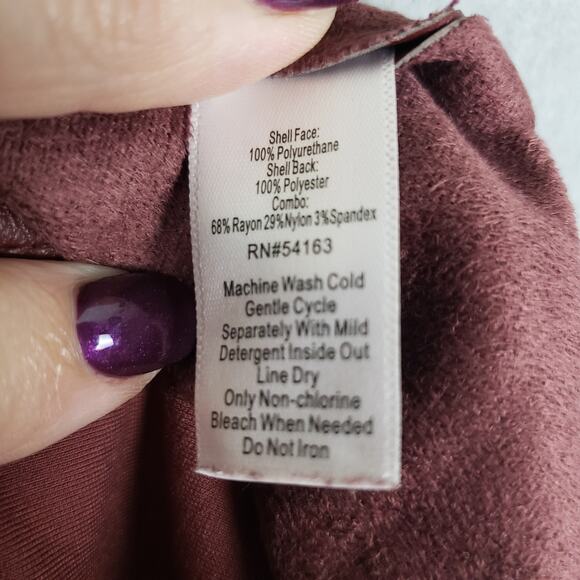 Shell Face:
100% Polyurethane
Shell Back:
100% Polyester
Combo:
68% Rayon 29%Nylon 3%Spandex
RN#54163
Machine Wash Cold
Gentle Cycle
Separately With Mild
Detergent Inside Out
Line Dry
Only Non-chlorine
Bleach When Needed
Do Not Iron